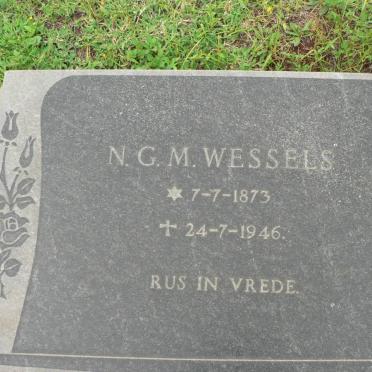 N. G. M. WESSELS
✶ 7-7-1873
✝ 24-7-1946.
RUS IN VREDE.